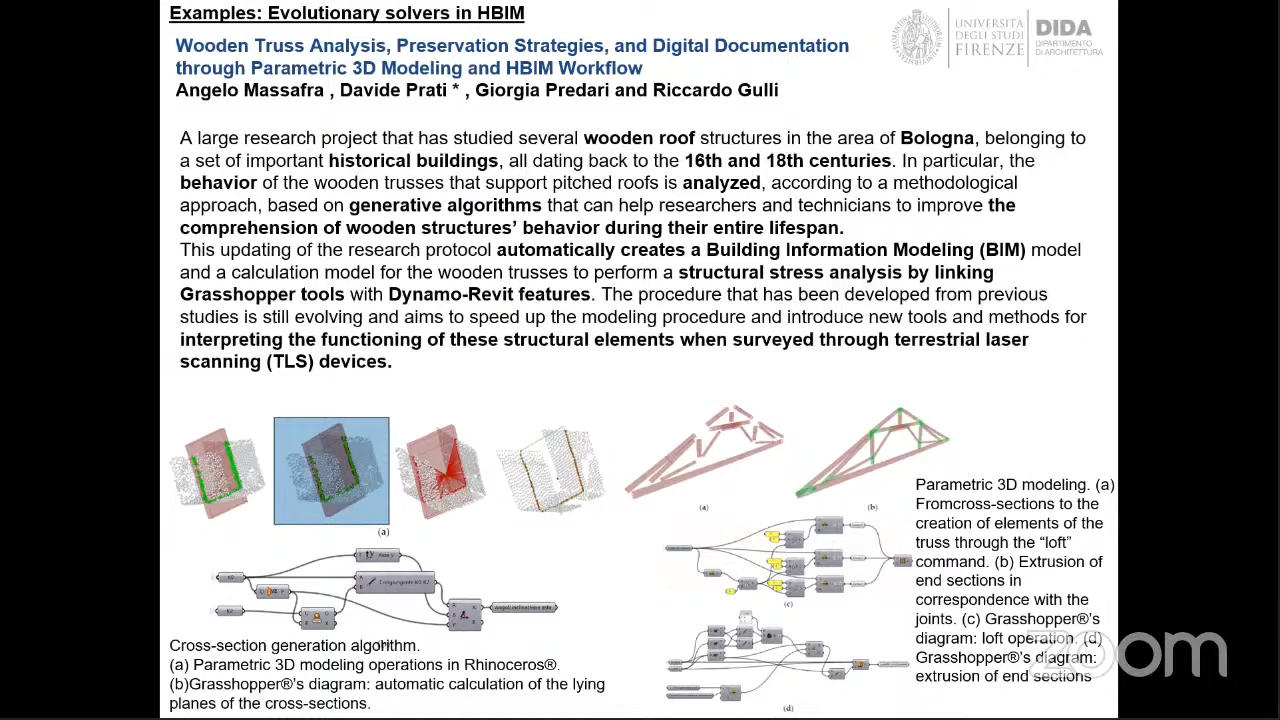 Examples: Evolutionary solvers in HBIM
UNIVERSITÀ
DEGLI STUDI
FIRENZE
DIDA
DIPARTIMENTO
DI ARCHITETTURA
Wooden Truss Analysis, Preservation Strategies, and Digital Documentation
through Parametric 3D Modeling and HBIM Workflow
Angelo Massafra , Davide Prati * , Giorgia Predari and Riccardo Gulli
A large research project that has studied several wooden roof structures in the area of Bologna, belonging to
a set of important historical buildings, all dating back to the 16th and 18th centuries. In particular, the
behavior of the wooden trusses that support pitched roofs is analyzed, according to a methodological
approach, based on generative algorithms that can help researchers and technicians to improve the
comprehension of wooden structures' behavior during their entire lifespan.
This updating of the research protocol automatically creates a Building Information Modeling (BIM) model
and a calculation model for the wooden trusses to perform a structural stress analysis by linking
Grasshopper tools with Dynamo-Revit features. The procedure that has been developed from previous
studies is still evolving and aims to speed up the modeling procedure and introduce new tools and methods for
interpreting the functioning of these structural elements when surveyed through terrestrial laser
scanning (TLS) devices.
(a)
(a)
(b)
(c)
(d)
Cross-section generation algorithm.
(a) Parametric 3D modeling operations in Rhinoceros®.
(b)Grasshopper®'s diagram: automatic calculation of the lying
planes of the cross-sections.
Parametric 3D modeling. (a)
Fromcross-sections to the
creation of elements of the
truss through the "loft"
command. (b) Extrusion of
end sections in
correspondence with the
joints. (c) Grasshopper®'s
diagram: loft operation. (d)
Grasshopper®'s diagram:
extrusion of end sections
zoom